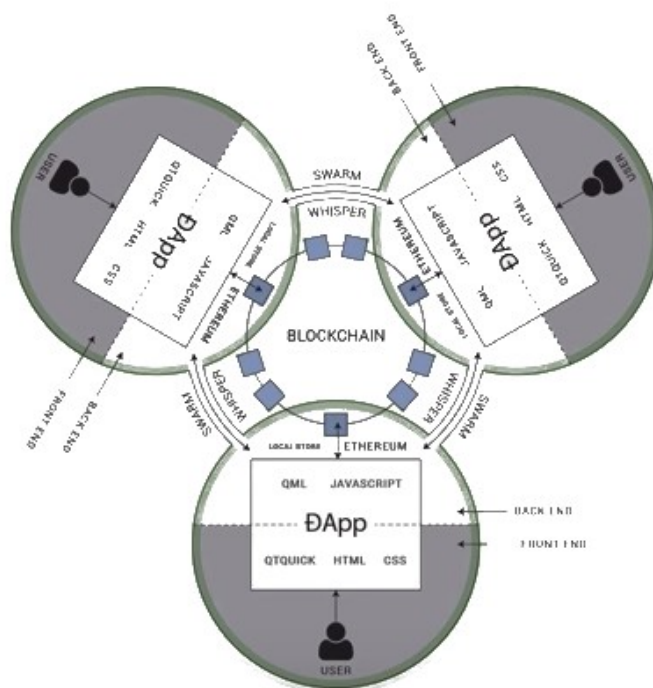 FRONT END
BACK END
USER
QTQUICK HTML CSS
ĐApp
QML JAVASCRIPT
LOCAL STORE
ETHEREUM
FRONT END
BACK END
SWARM
WHISPER
USER
QTQUICK HTML CSS
ĐApp
QML JAVASCRIPT
LOCAL STORE
ETHEREUM
BLOCKCHAIN
WHISPER
SWARM
WHISPER
SWARM
LOCAL STORE ETHEREUM
QML JAVASCRIPT
ĐApp
QTQUICK HTML CSS
BACK END
FRONT END
USER